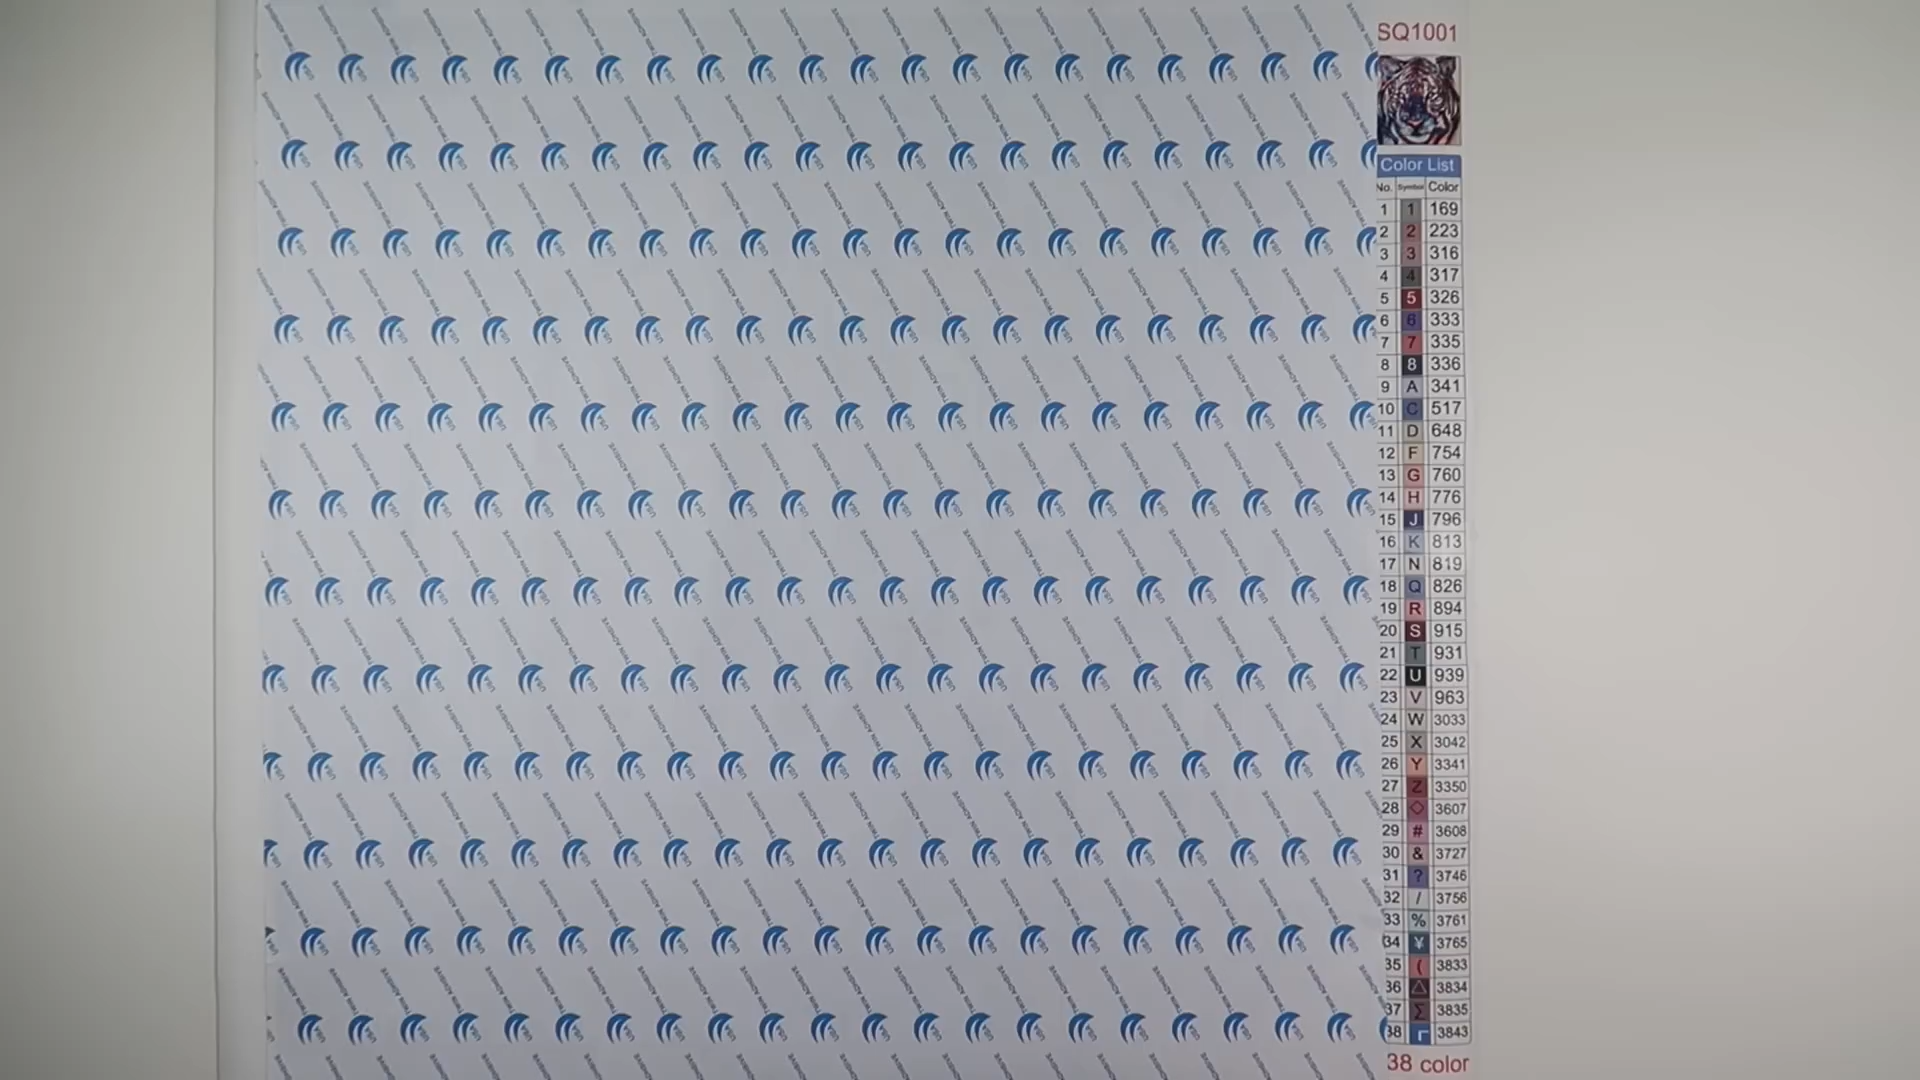 SQ1001
Color List
No. Symbol Color
1 1 169
2 2 223
3 3 316
4 4 317
5 5 326
6 6 333
7 7 335
8 8 336
9 A 341
10 C 517
11 D 648
12 F 754
13 G 760
14 H 776
15 J 796
16 K 813
17 N 819
18 Q 826
19 R 894
20 S 915
21 T 931
22 U 939
23 V 963
24 W 3033
25 X 3042
26 Y 3341
27 Z 3350
28 ◇ 3607
29 # 3608
30 & 3727
31 ? 3746
32 / 3756
33 % 3761
34 ¥ 3765
35 ( 3833
36 △ 3834
37 Σ 3835
38 Γ 3843
38 color
TWIN ADHSIVE
USA